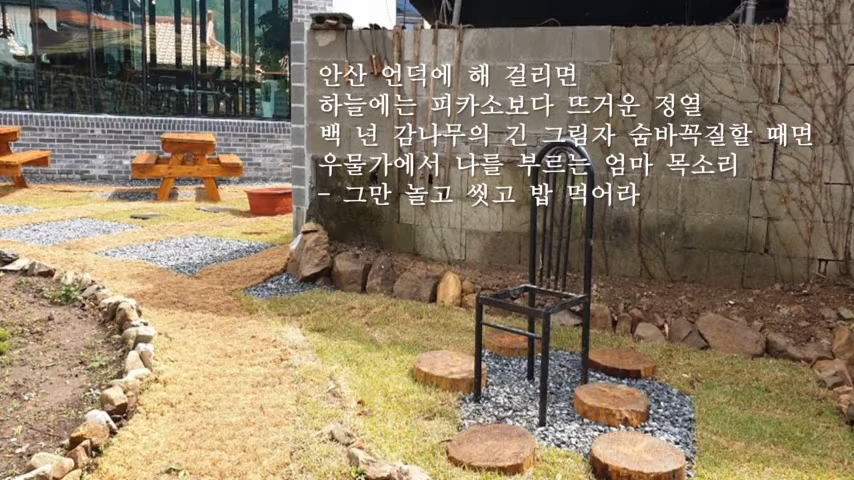 안산 언덕에 해 걸리면
하늘에는 피카소보다 뜨거운 정열
백 년 감나무의 긴 그림자 숨바꼭질할 때면
우물가에서 나를 부르는 엄마 목소리
- 그만 놀고 씻고 밥 먹어라